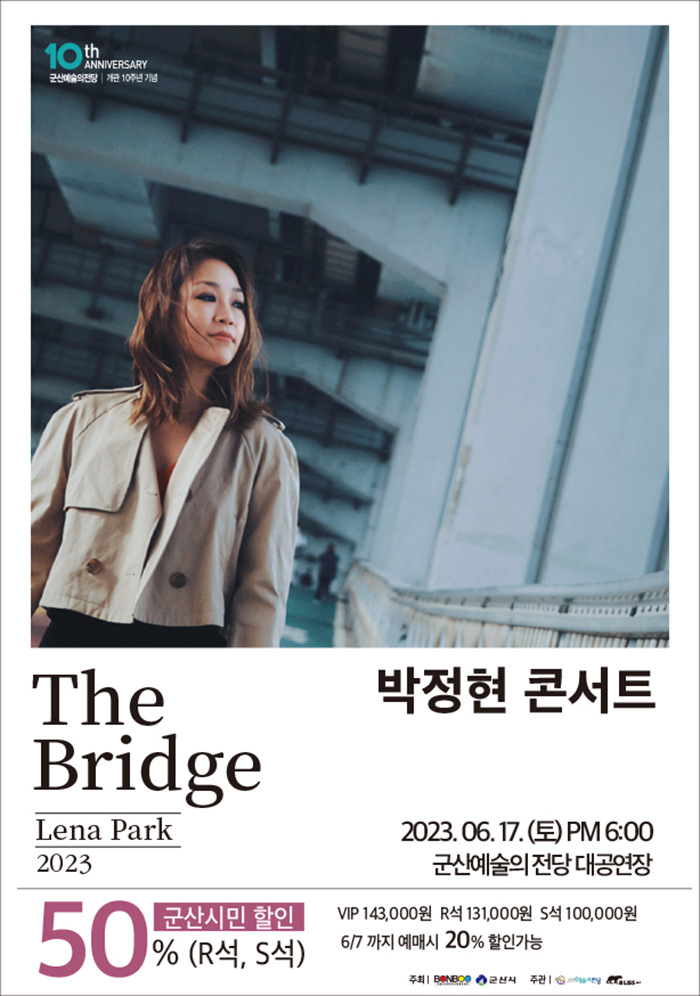 10th
ANNIVERSARY
군산예술의전당 | 개관 10주년 기념
The
Bridge
Lena Park
2023
박정현 콘서트
2023. 06. 17. (토) PM 6:00
군산예술의전당 대공연장
50% (R석, S석)
군산시민 할인
VIP 143,000원 R석 131,000원 S석 100,000원
6/7 까지 예매시 20% 할인가능
주최 | BONBOO 군산시 주관 |